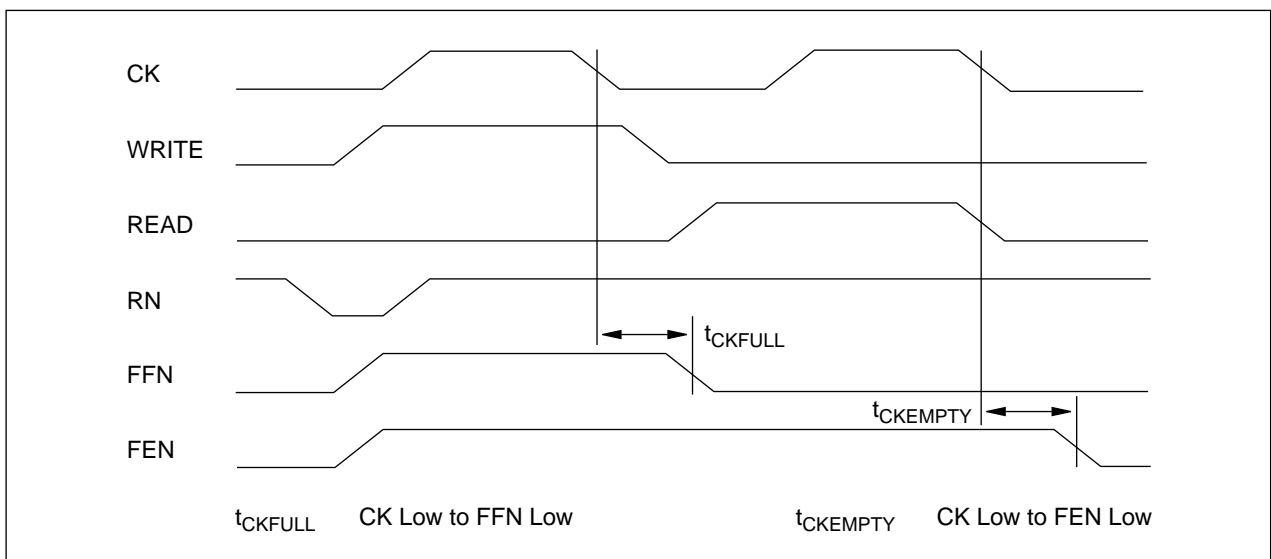 CK
WRITE
READ
RN
tCKFULL
FFN
tCKEMPTY
FEN
tCKFULL CK Low to FFN Low tCKEMPTY CK Low to FEN Low